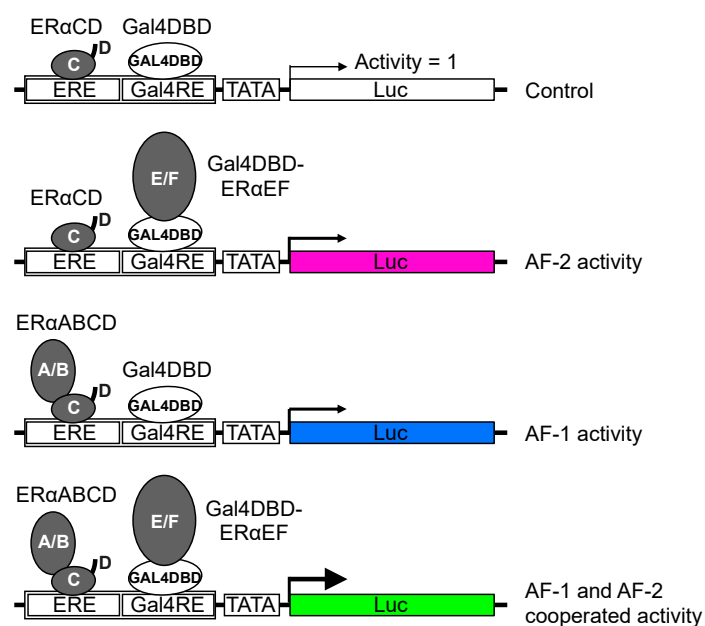 ERαCD Gal4DBD
D
C GAL4DBD
Activity = 1
ERE Gal4RE TATA Luc Control
E/F
Gal4DBD-
ERαEF
ERαCD
D
C GAL4DBD
ERE Gal4RE TATA Luc AF-2 activity
ERαABCD
A/B
Gal4DBD
D
C GAL4DBD
ERE Gal4RE TATA Luc AF-1 activity
ERαABCD
E/F
Gal4DBD-
ERαEF
A/B
D
C GAL4DBD
ERE Gal4RE TATA Luc
AF-1 and AF-2
cooperated activity